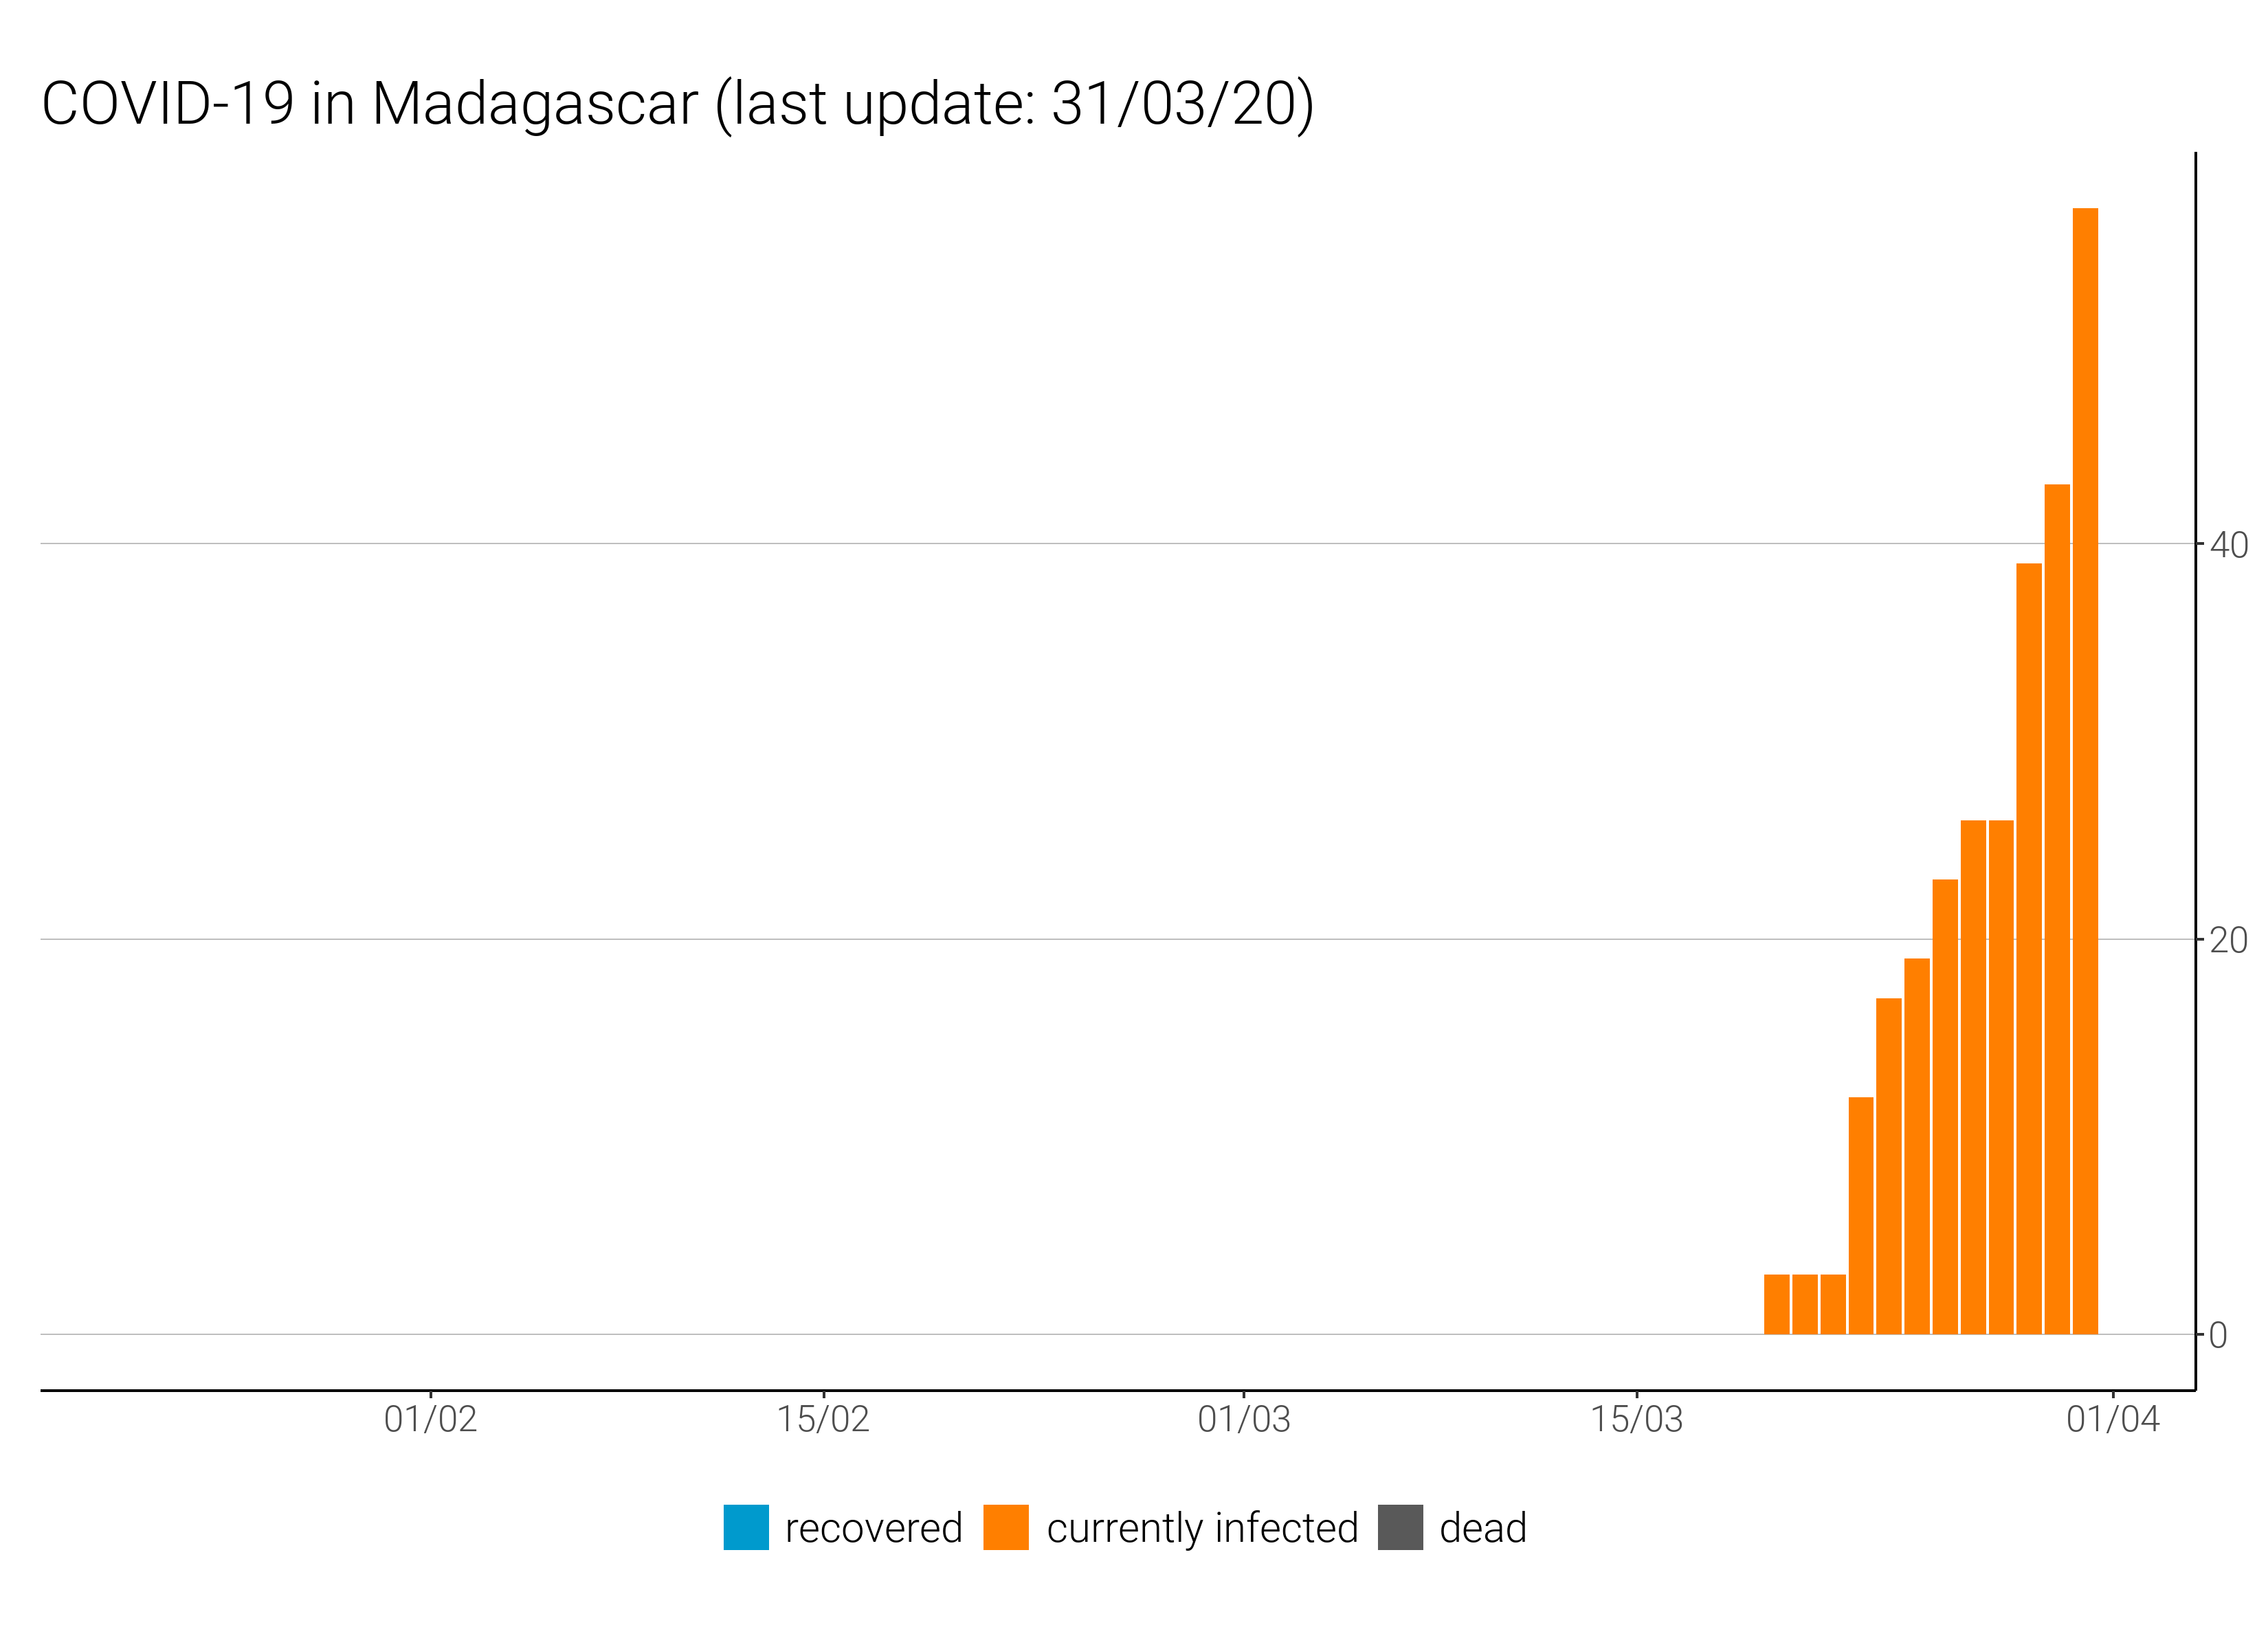 COVID-19 in Madagascar (last update: 31/03/20)
40
20
0
01/02 15/02 01/03 15/03 01/04
recovered currently infected dead